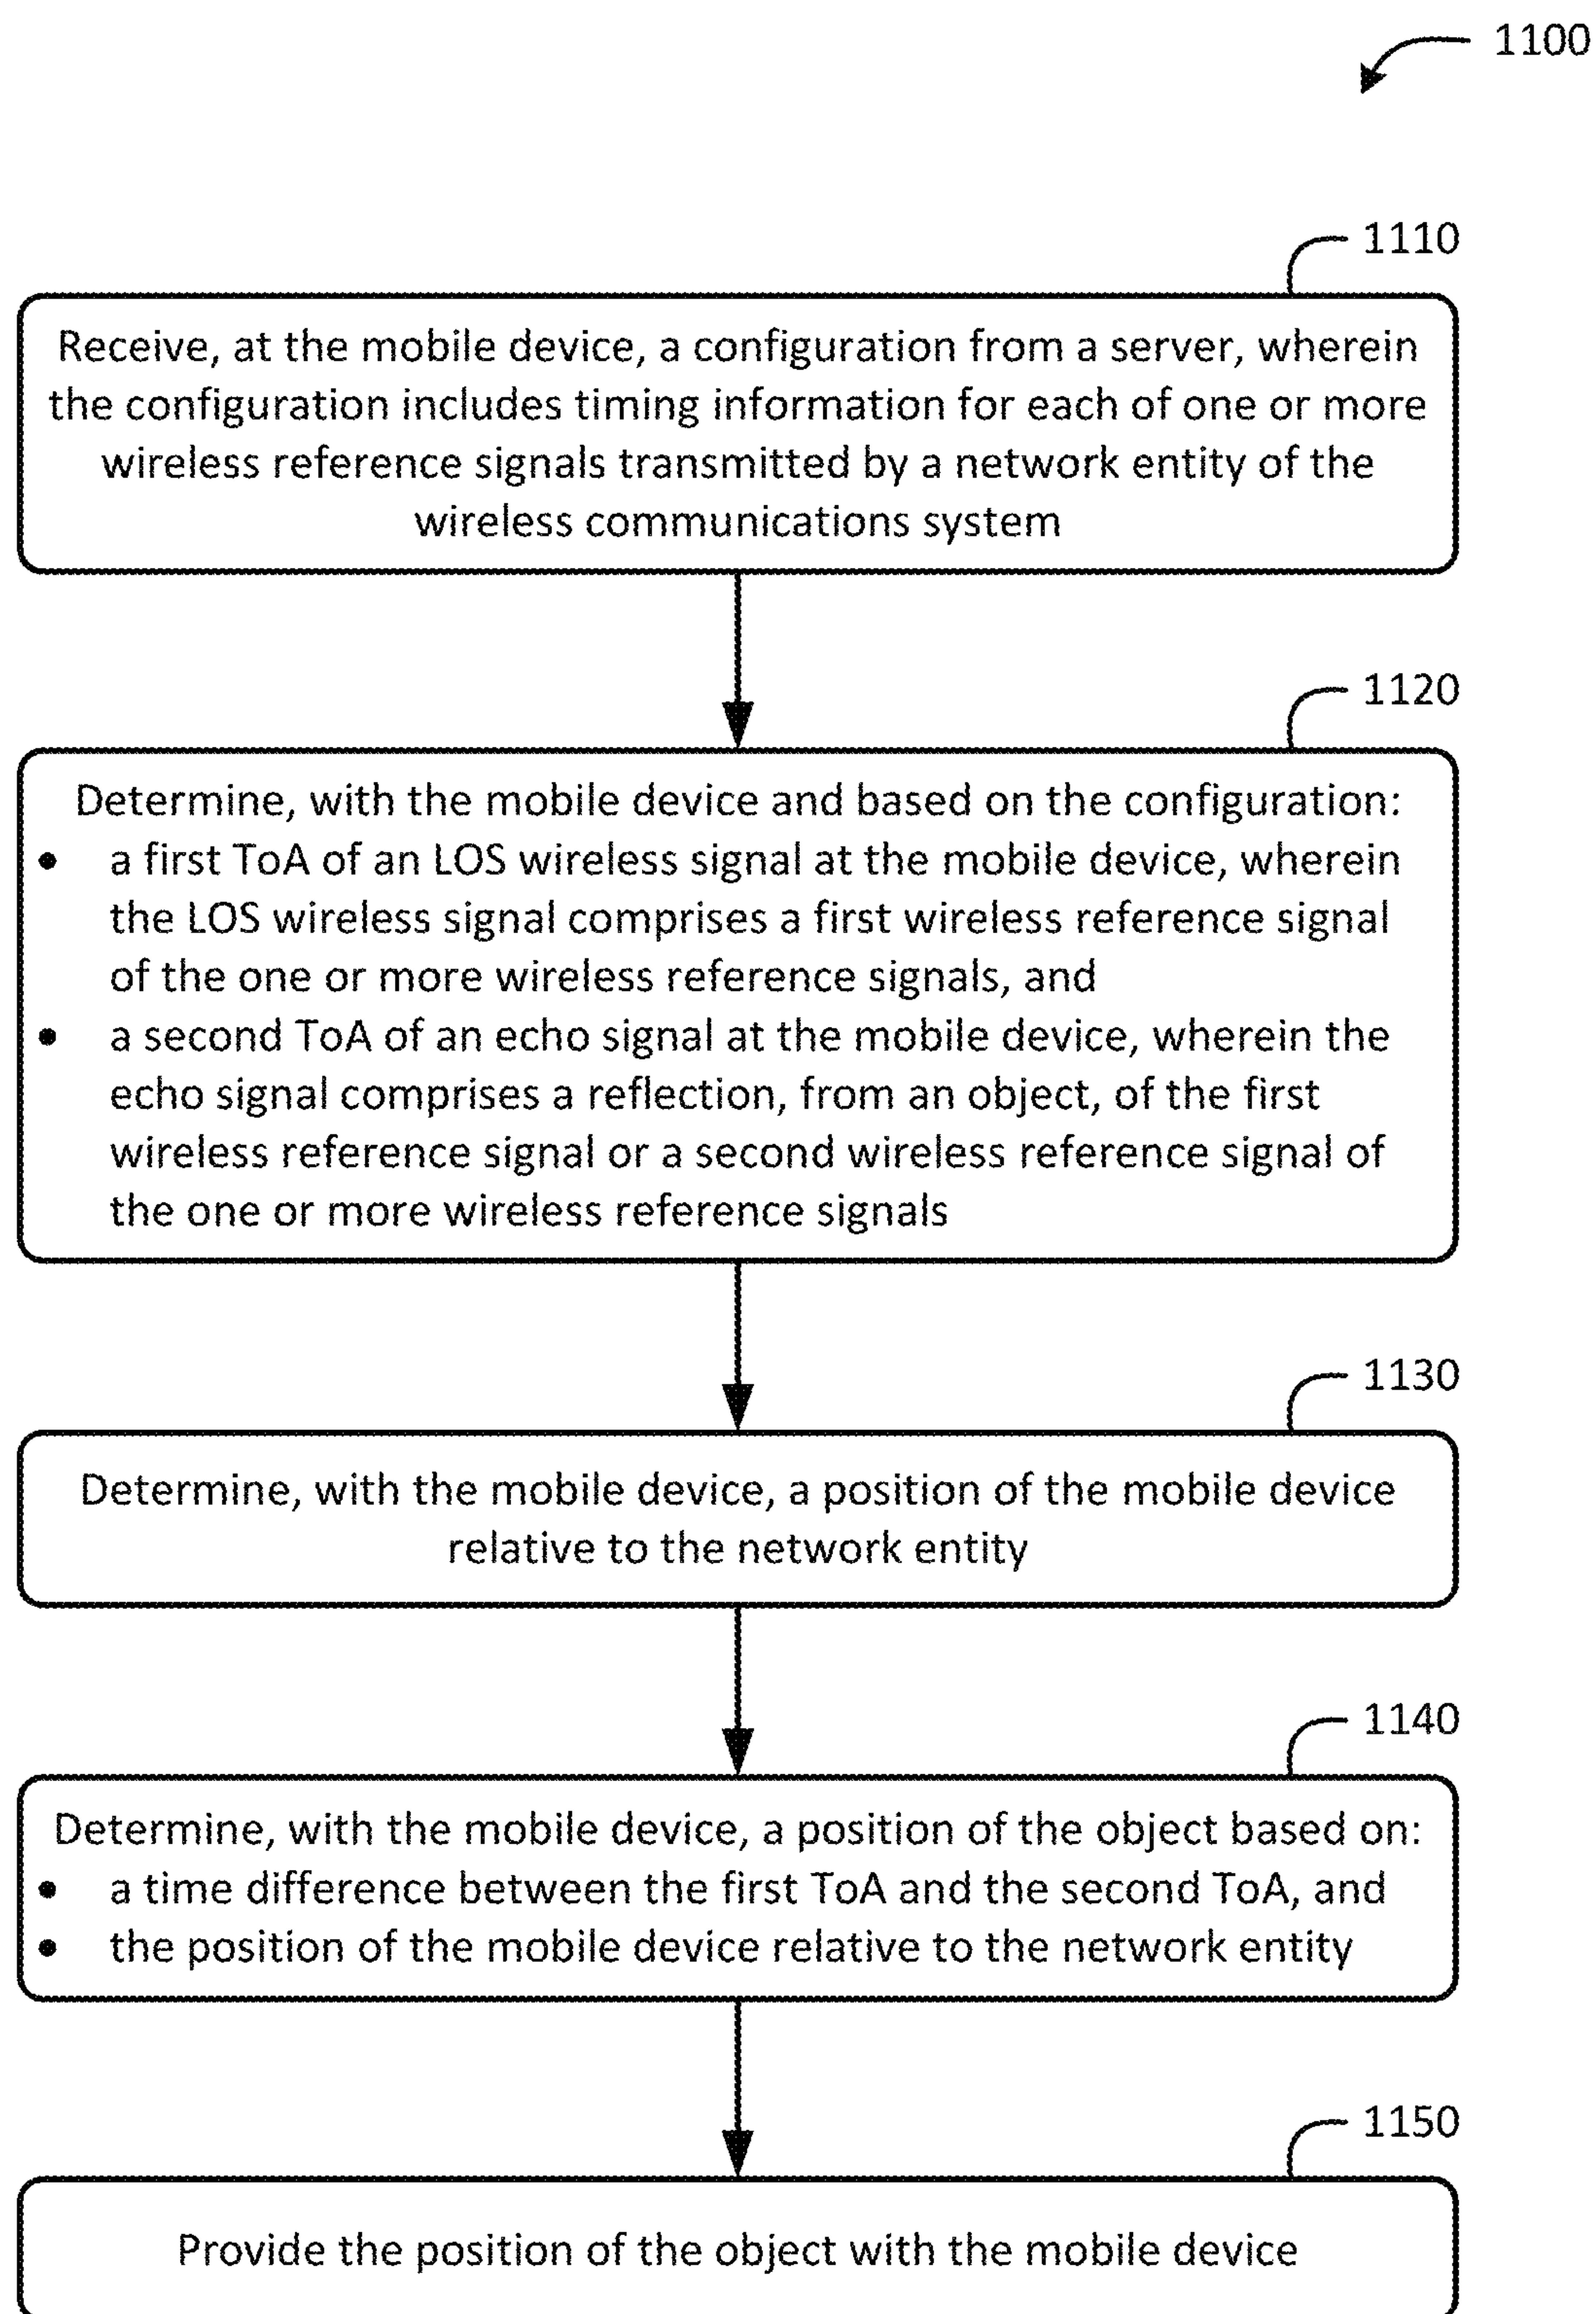 1100
1110
Receive, at the mobile device, a configuration from a server, wherein
the configuration includes timing information for each of one or more
wireless reference signals transmitted by a network entity of the
wireless communications system
1120
Determine, with the mobile device and based on the configuration:
• a first ToA of an LOS wireless signal at the mobile device, wherein
the LOS wireless signal comprises a first wireless reference signal
of the one or more wireless reference signals, and
• a second ToA of an echo signal at the mobile device, wherein the
echo signal comprises a reflection, from an object, of the first
wireless reference signal or a second wireless reference signal of
the one or more wireless reference signals
1130
Determine, with the mobile device, a position of the mobile device
relative to the network entity
1140
Determine, with the mobile device, a position of the object based on:
• a time difference between the first ToA and the second ToA, and
• the position of the mobile device relative to the network entity
1150
Provide the position of the object with the mobile device